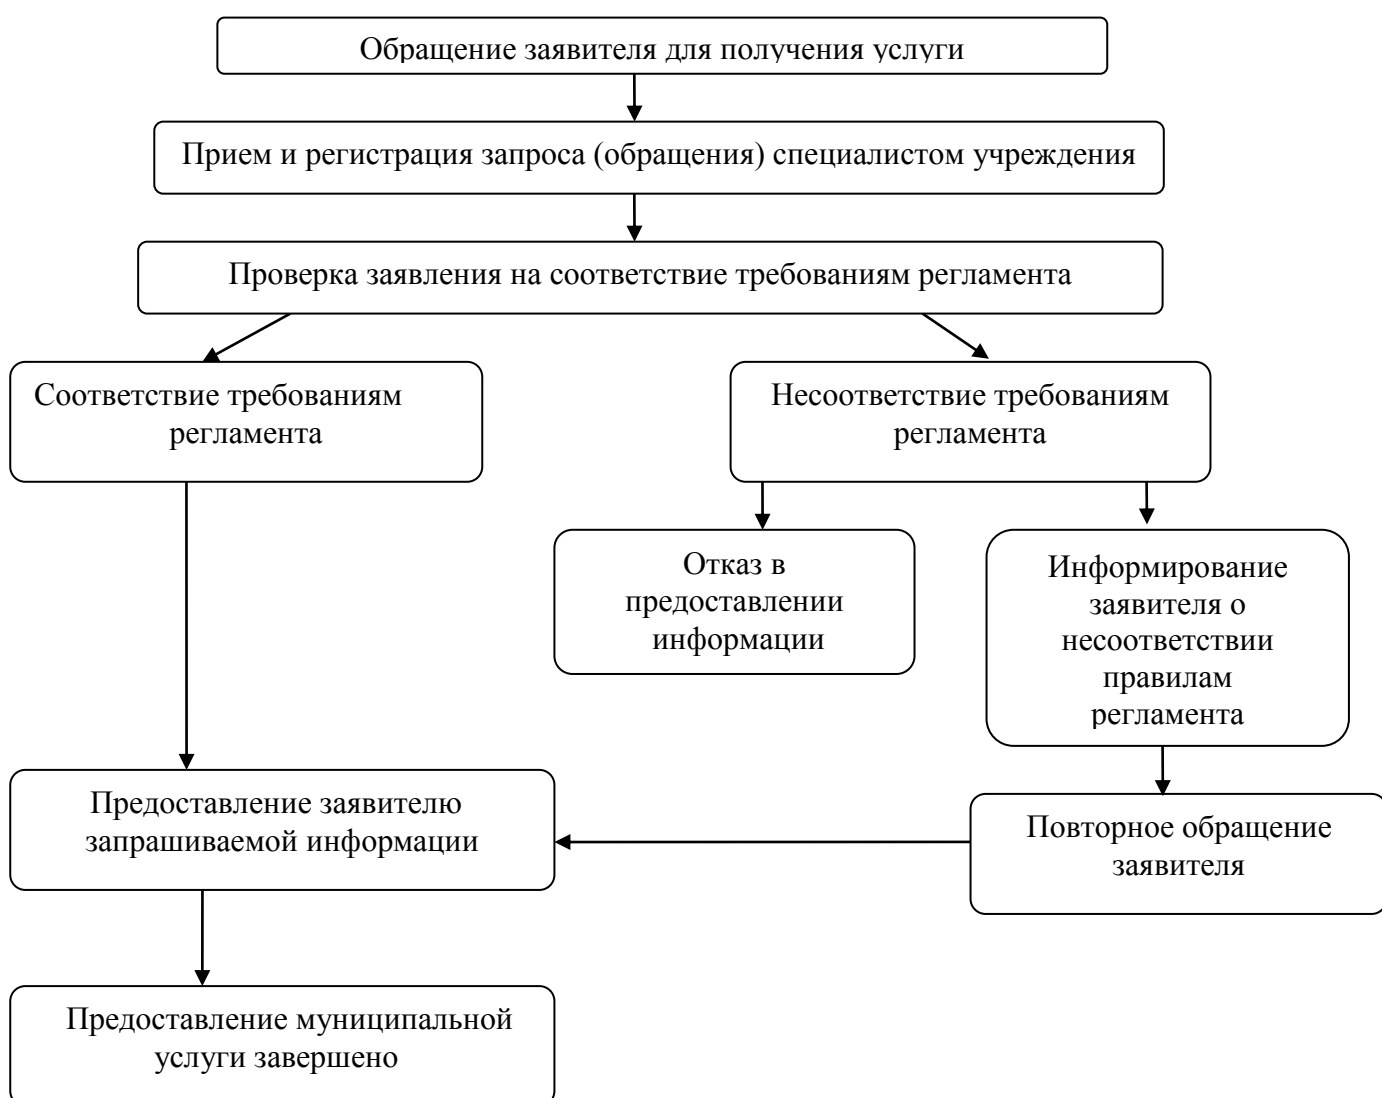 Обращение заявителя для получения услуги
Прием и регистрация запроса (обращения) специалистом учреждения
Проверка заявления на соответствие требованиям регламента
Соответствие требованиям
регламента
Несоответствие требованиям
регламента
Отказ в
предоставлении
информации
Информирование
заявителя о
несоответствии
правилам
регламента
Предоставление заявителю
запрашиваемой информации
Повторное обращение
заявителя
Предоставление муниципальной
услуги завершено